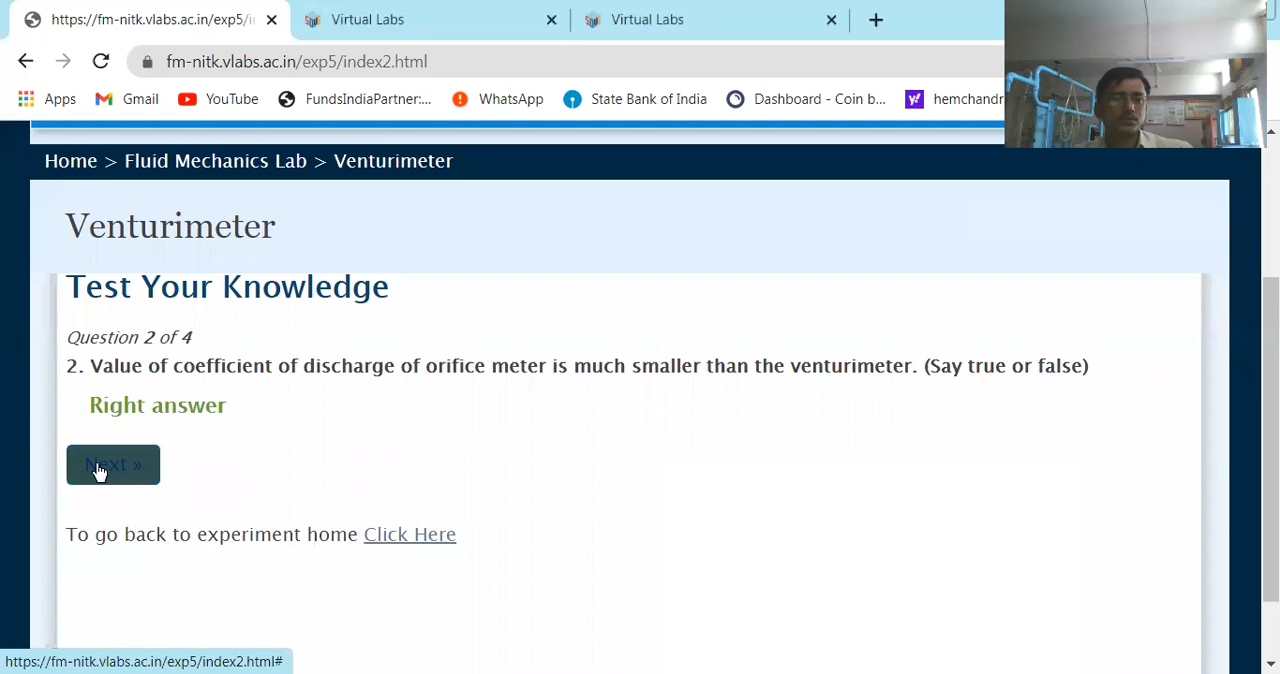 https://fm-nitk.vlabs.ac.in/exp5/i
Virtual Labs
Virtual Labs
fm-nitk.vlabs.ac.in/exp5/index2.html
Apps
Gmail
YouTube
FundsIndiaPartner:...
WhatsApp
State Bank of India
Dashboard - Coin b...
hemchandr
Home > Fluid Mechanics Lab > Venturimeter
Venturimeter
Test Your Knowledge
Question 2 of 4
2. Value of coefficient of discharge of orifice meter is much smaller than the venturimeter. (Say true or false)
Right answer
Next »
To go back to experiment home Click Here
https://fm-nitk.vlabs.ac.in/exp5/index2.html#